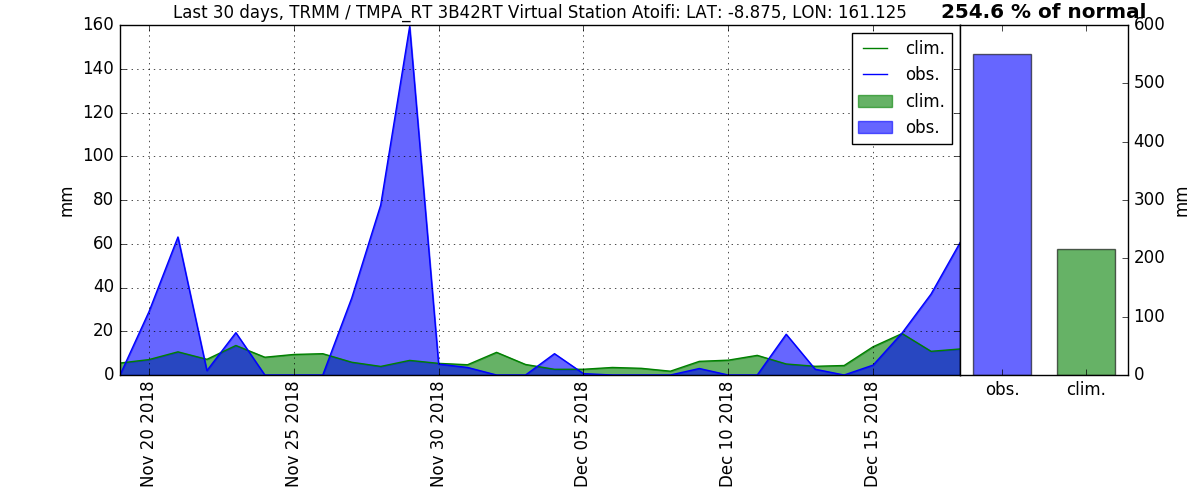 Last 30 days, TRMM / TMPA_RT 3B42RT Virtual Station Atoifi: LAT: -8.875, LON: 161.125
254.6 % of normal
160
140
120
100
80
60
40
20
0
mm
clim.
obs.
clim.
obs.
Nov 20 2018
Nov 25 2018
Nov 30 2018
Dec 05 2018
Dec 10 2018
Dec 15 2018
600
500
400
300
200
100
0
mm
obs.
clim.